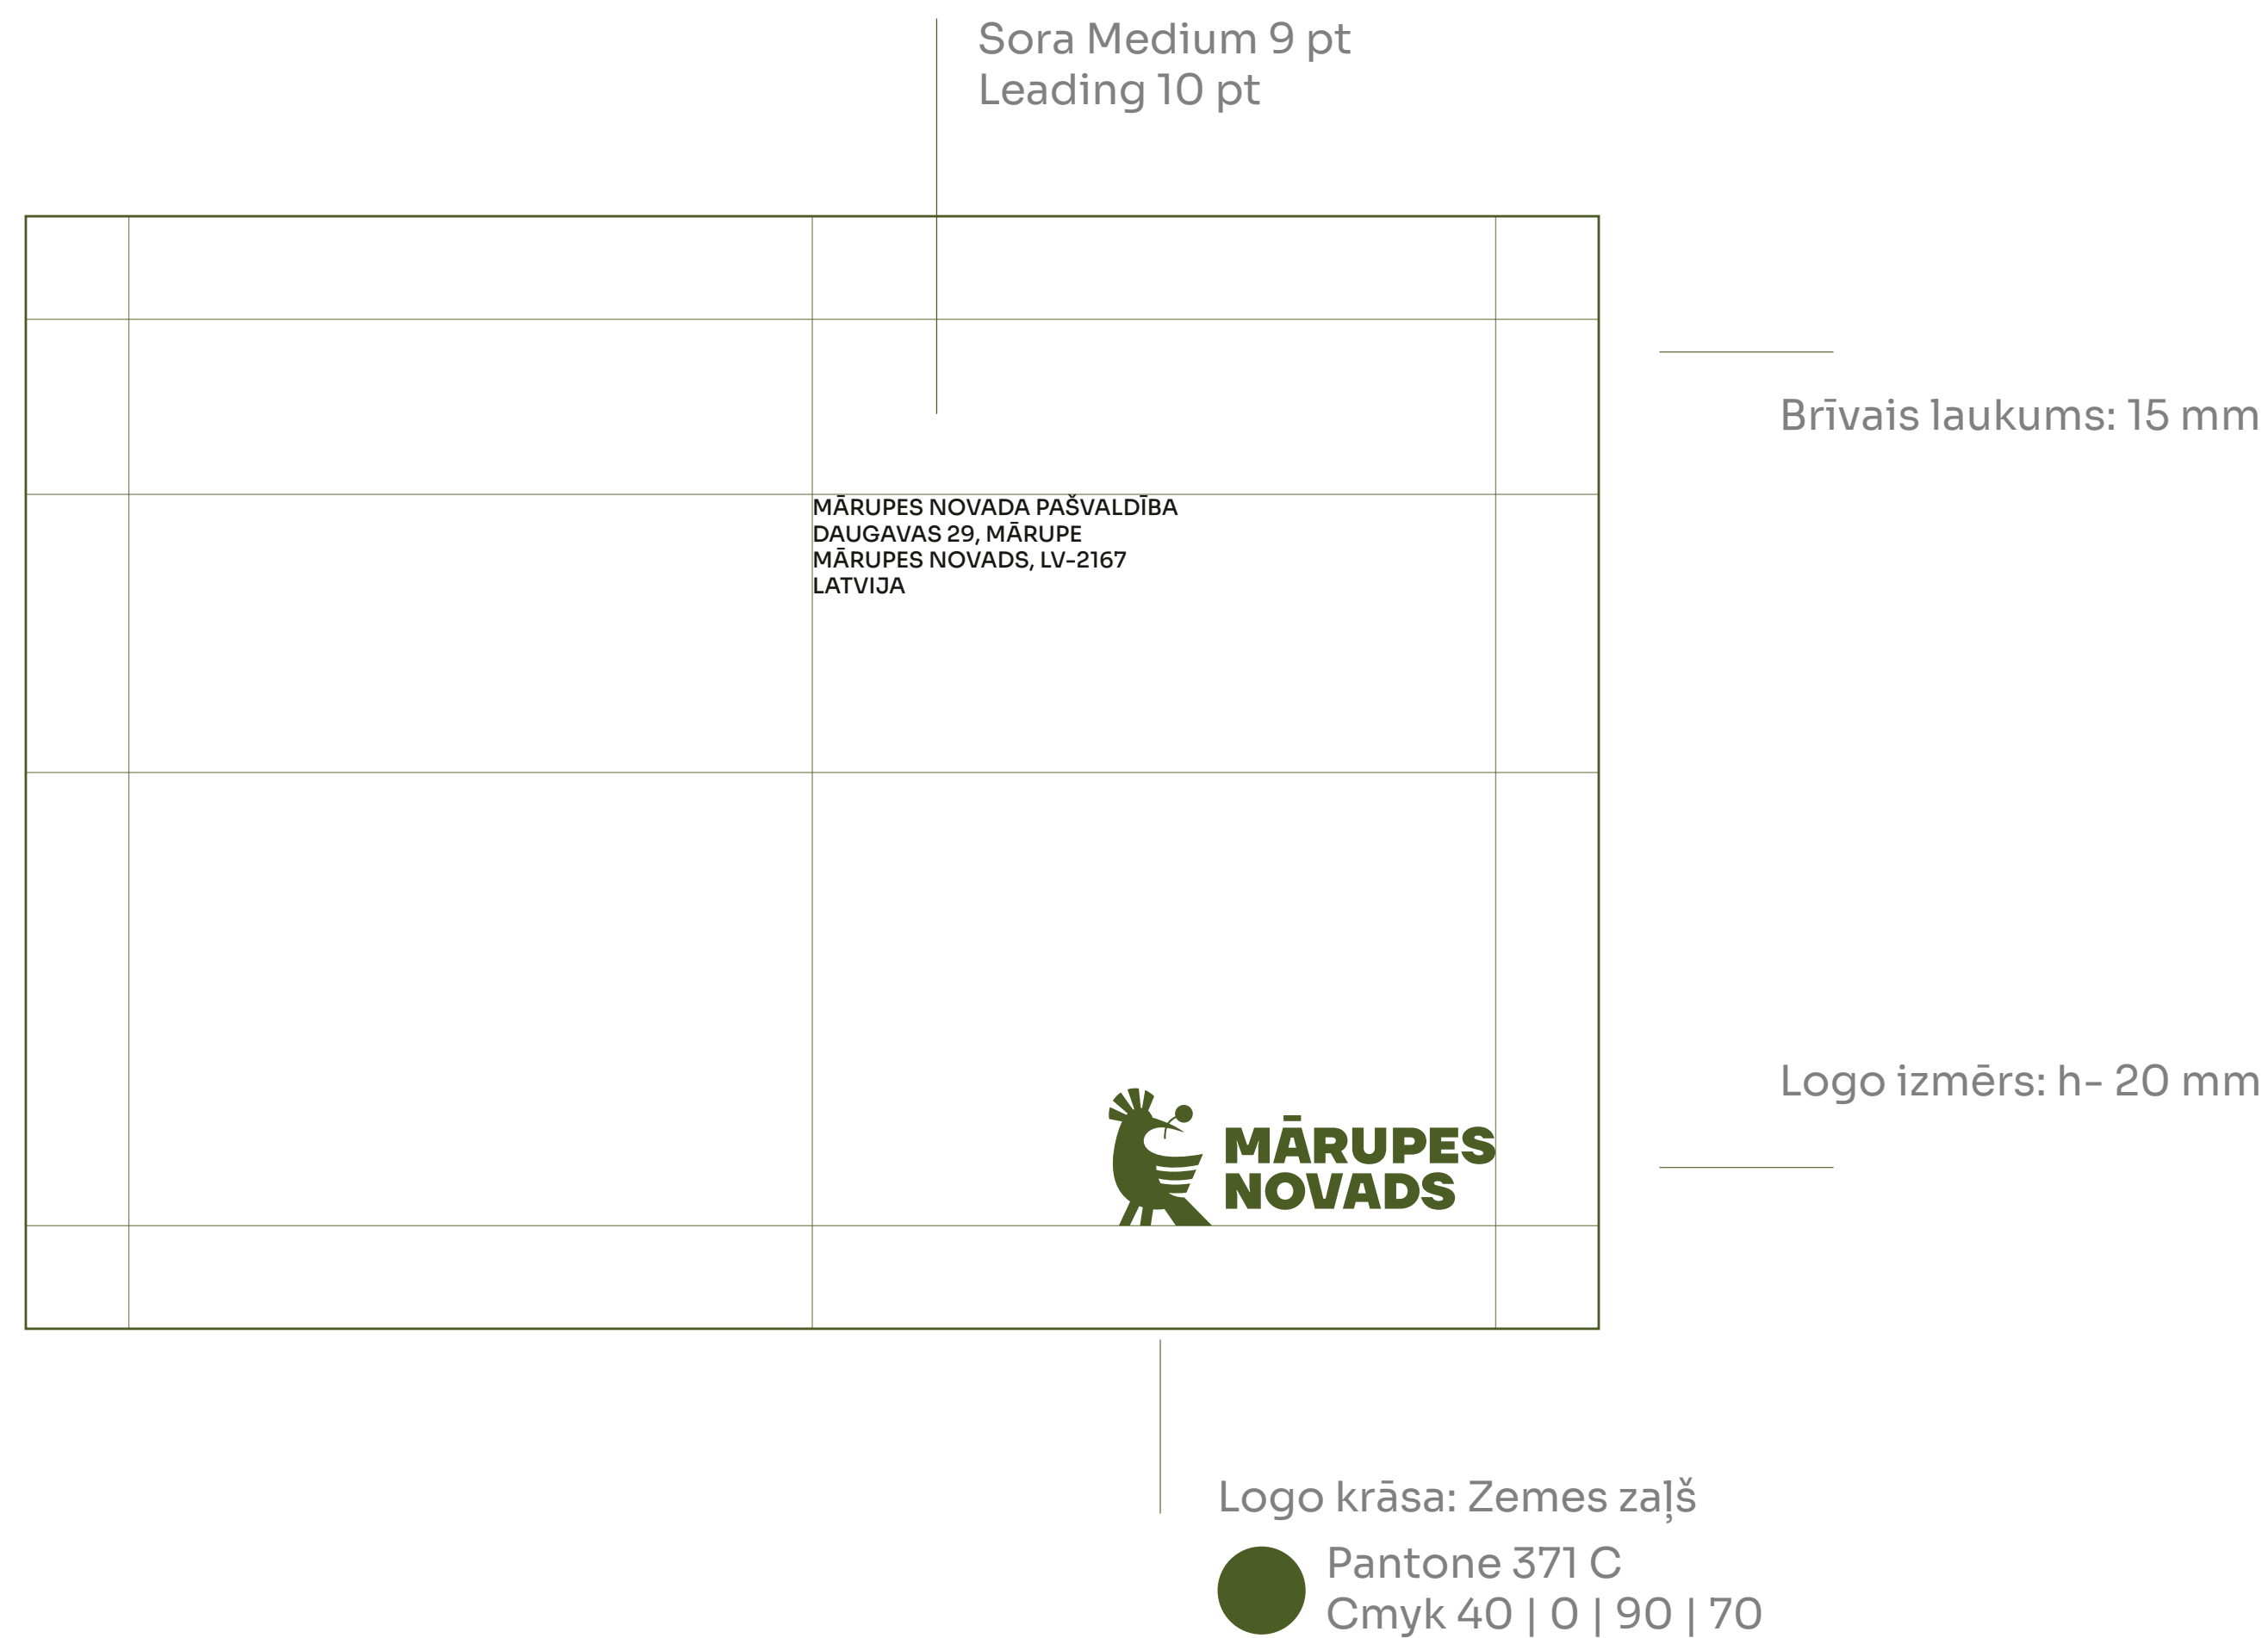 Sora Medium 9 pt
Leading 10 pt
Brīvais laukums: 15 mm
MĀRUPES NOVADA PAŠVALDĪBA
DAUGAVAS 29, MĀRUPE
MĀRUPES NOVADS, LV-2167
LATVIJA
Logo izmērs: h- 20 mm
MĀRUPES
NOVADS
Logo krāsa: Zemes zaļš
Pantone 371 C
Cmyk 40 | 0 | 90 | 70